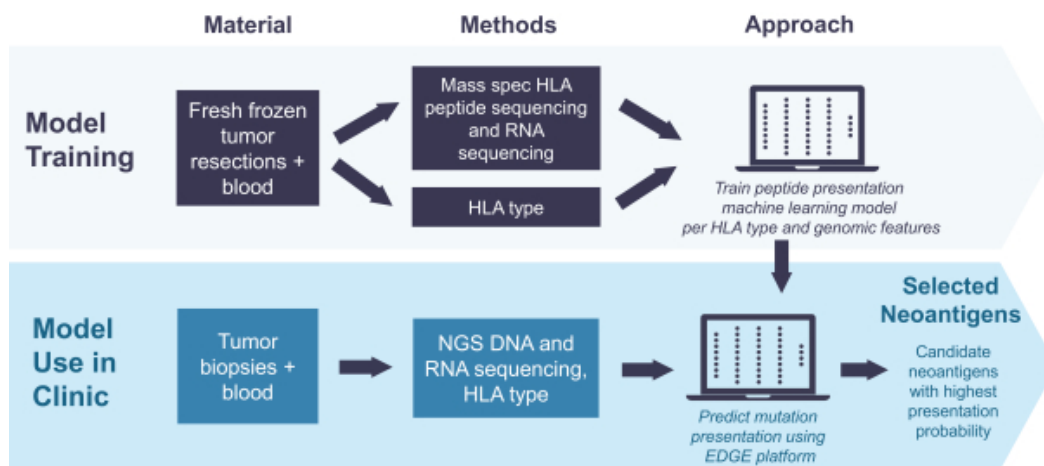 Material
Methods
Approach
Model
Training
Fresh frozen
tumor
resections +
blood
Mass spec HLA
peptide sequencing
and RNA
sequencing
HLA type
Train peptide presentation
machine learning model
per HLA type and genomic features
Model
Use in
Clinic
Tumor
biopsies +
blood
NGS DNA and
RNA sequencing,
HLA type
Predict mutation
presentation using
EDGE platform
Selected
Neoantigens
Candidate
neoantigens
with highest
presentation
probability